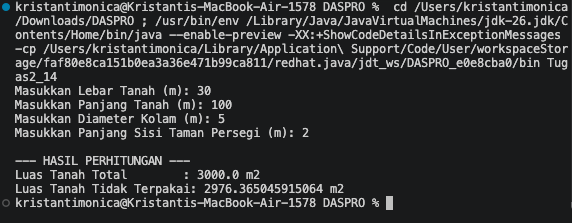 kristantimonica@Kristantis-MacBook-Air-1578 DASPRO %  cd /Users/kristantimonica
/Downloads/DASPRO ; /usr/bin/env /Library/Java/JavaVirtualMachines/jdk-26.jdk/C
ontents/Home/bin/java --enable-preview -XX:+ShowCodeDetailsInExceptionMessages
-cp /Users/kristantimonica/Library/Application\ Support/Code/User/workspaceStor
age/faf80e8ca151b0ea3a36e471b99ca811/redhat.java/jdt_ws/DASPRO_e0e8cba0/bin Tug
as2_14
Masukkan Lebar Tanah (m): 30
Masukkan Panjang Tanah (m): 100
Masukkan Diameter Kolam (m): 5
Masukkan Panjang Sisi Taman Persegi (m): 2

--- HASIL PERHITUNGAN ---
Luas Tanah Total        : 3000.0 m2
Luas Tanah Tidak Terpakai: 2976.365045915064 m2
kristantimonica@Kristantis-MacBook-Air-1578 DASPRO %